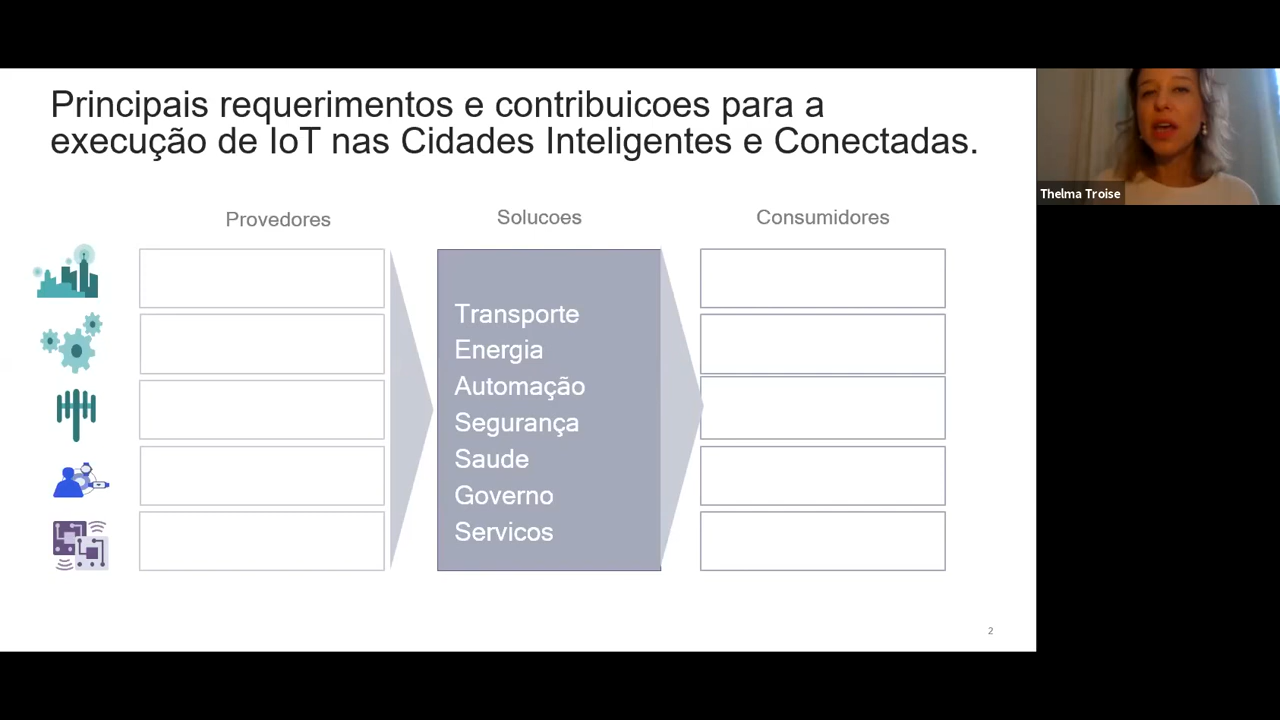 Principais requerimentos e contribuicoes para a
execução de IoT nas Cidades Inteligentes e Conectadas.
Thelma Troise
Provedores
Solucoes
Consumidores
Transporte
Energia
Automação
Segurança
Saude
Governo
Servicos
2